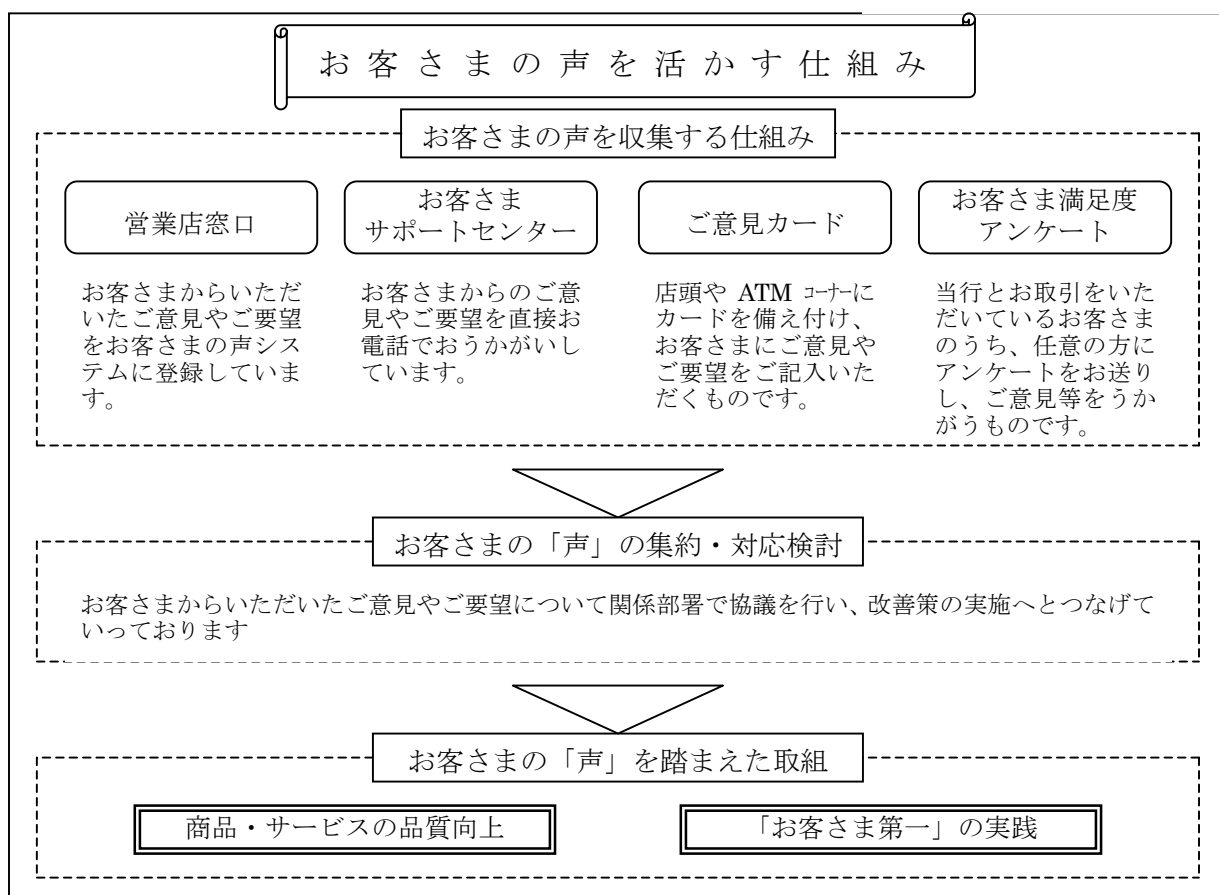 お客さまの声を活かす仕組み
お客さまの声を収集する仕組み
営業店窓口
お客さまからいただ
いたご意見やご要望
をお客さまの声シス
テムに登録していま
す。
お客さま
サポートセンター
お客さまからのご意
見やご要望を直接お
電話でおうかがいし
ています。
ご意見カード
店頭や ATM コーナーに
カードを備え付け、
お客さまにご意見や
ご要望をご記入いた
だくものです。
お客さま満足度
アンケート
当行とお取引をいた
だいているお客さま
のうち、任意の方に
アンケートをお送り
し、ご意見等をうか
がうものです。
お客さまの「声」の集約・対応検討
お客さまからいただいたご意見やご要望について関係部署で協議を行い、改善策の実施へとつなげて
いっております
お客さまの「声」を踏まえた取組
商品・サービスの品質向上
「お客さま第一」の実践